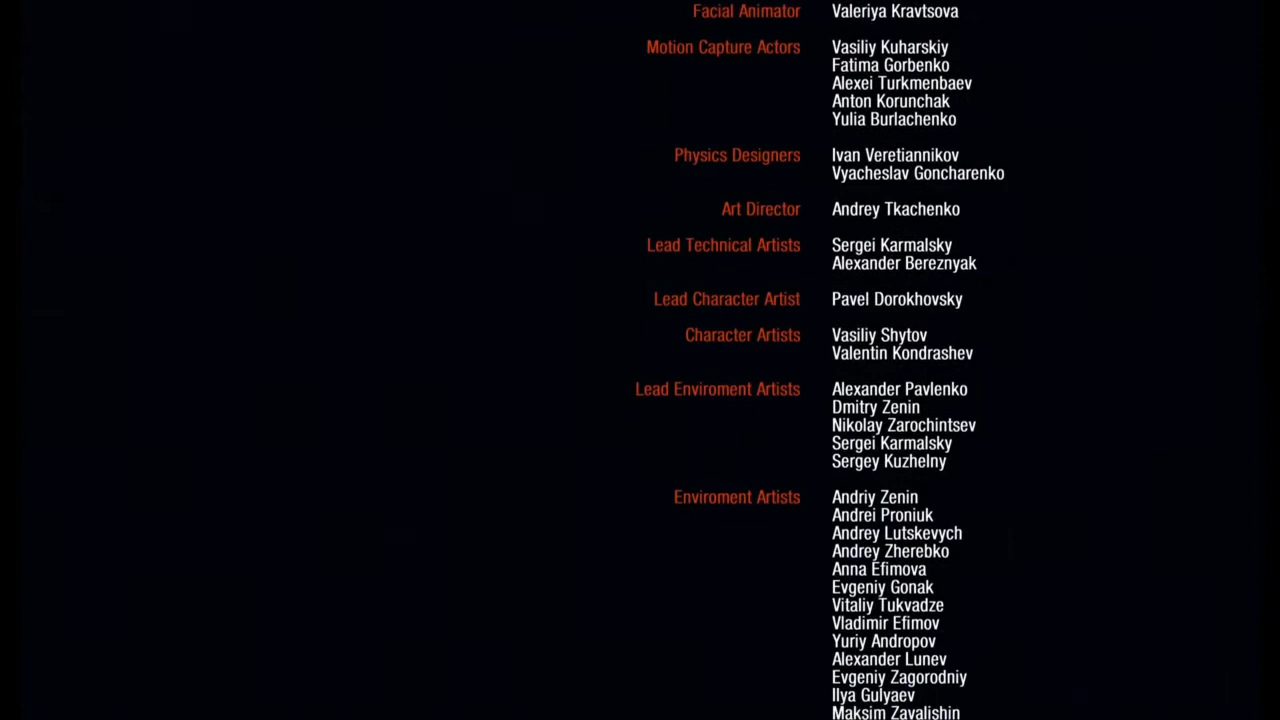 Facial Animator Valeriya Kravtsova
Motion Capture Actors Vasiliy Kuharskiy
Fatima Gorbenko
Alexei Turkmenbaev
Anton Korunchak
Yulia Burlachenko
Physics Designers Ivan Veretiannikov
Vyacheslav Goncharenko
Art Director Andrey Tkachenko
Lead Technical Artists Sergei Karmalsky
Alexander Bereznyak
Lead Character Artist Pavel Dorokhovsky
Character Artists Vasiliy Shytov
Valentin Kondrashev
Lead Enviroment Artists Alexander Pavlenko
Dmitry Zenin
Nikolay Zarochintsev
Sergei Karmalsky
Sergey Kuzhelny
Enviroment Artists Andriy Zenin
Andrei Proniuk
Andrey Lutskevych
Andrey Zherebko
Anna Efimova
Evgeniy Gonak
Vitaliy Tukvadze
Vladimir Efimov
Yuriy Andropov
Alexander Lunev
Evgeniy Zagorodniy
Ilya Gulyaev
Maksim Zavalishin